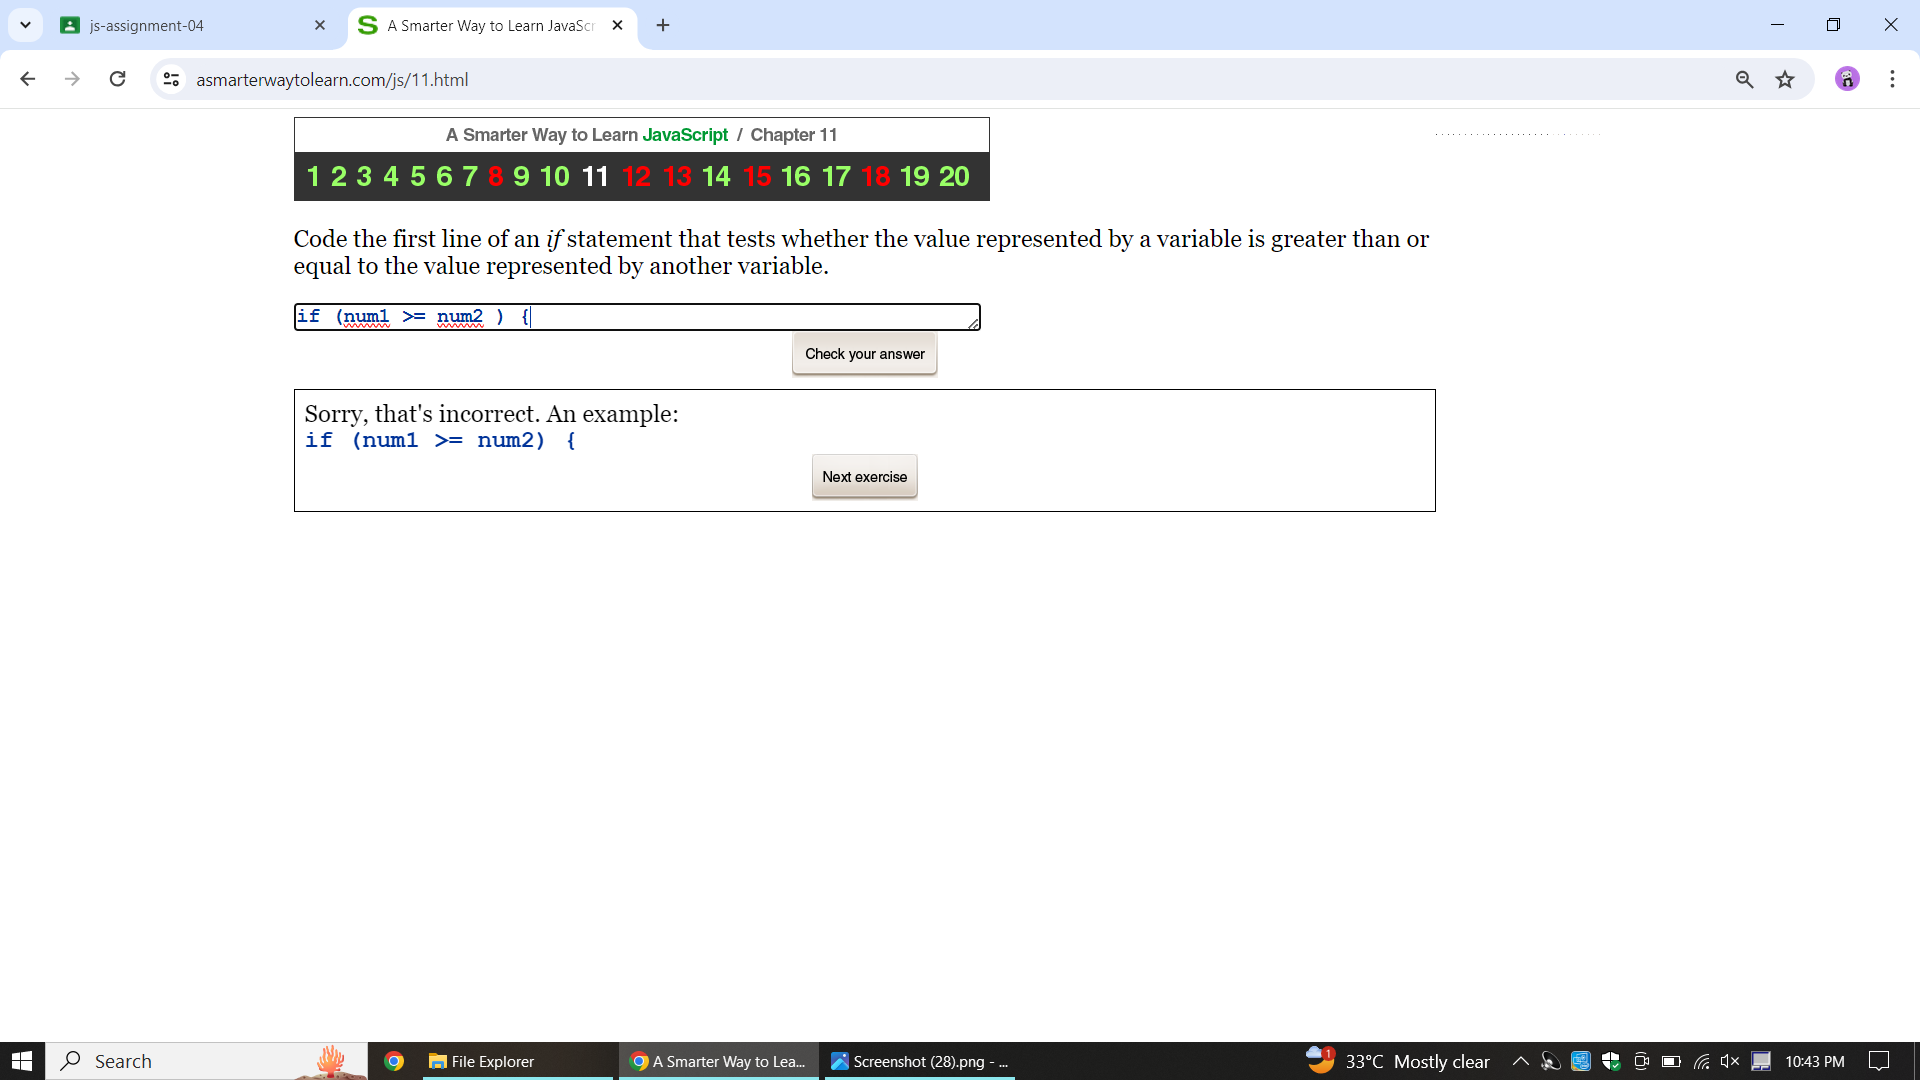 js-assignment-04
A Smarter Way to Learn JavaScr
asmarterwaytolearn.com/js/11.html
A Smarter Way to Learn JavaScript / Chapter 11
1 2 3 4 5 6 7 8 9 10 11 12 13 14 15 16 17 18 19 20
Code the first line of an if statement that tests whether the value represented by a variable is greater than or
equal to the value represented by another variable.
if (num1 >= num2 ) {
Check your answer
Sorry, that's incorrect. An example:
if (num1 >= num2) {
Next exercise
Search
File Explorer
A Smarter Way to Lea...
Screenshot (28).png - ...
1
33°C Mostly clear
10:43 PM